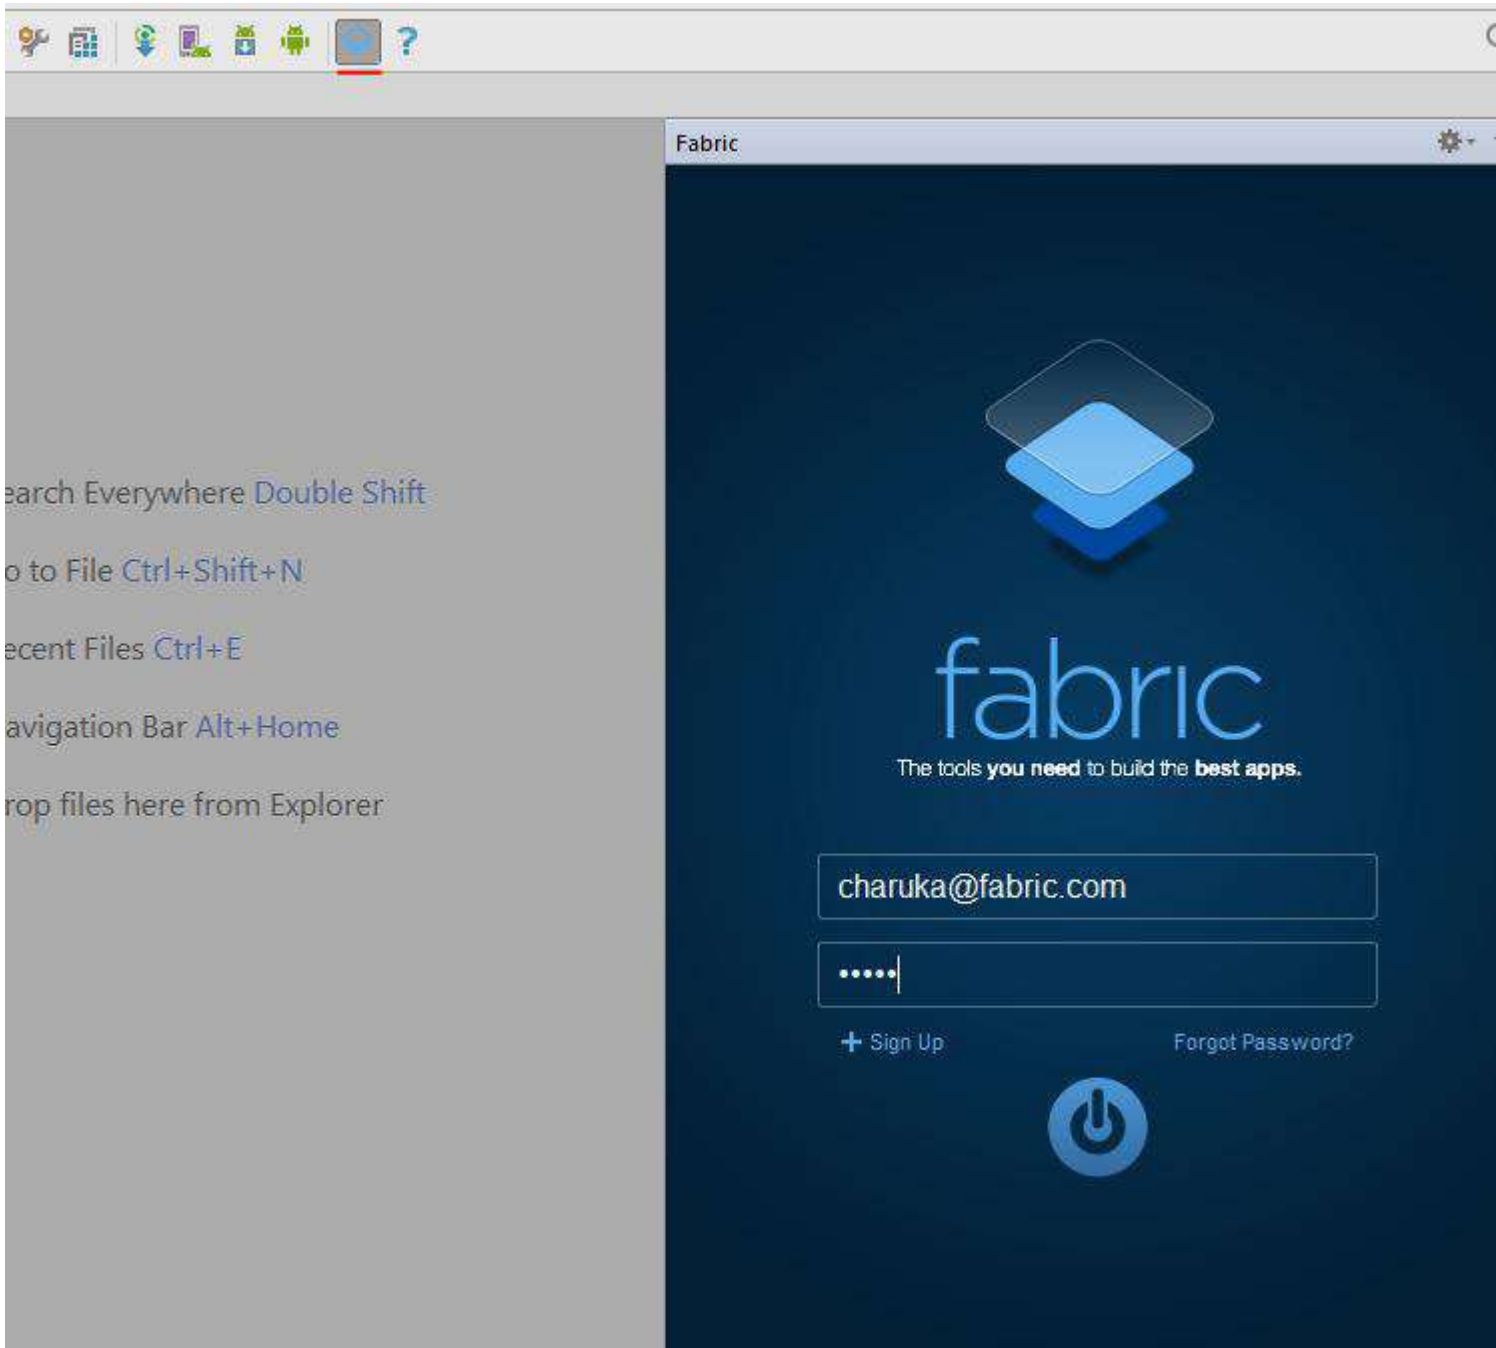 ?
Fabric
earch Everywhere Double Shift
o to File Ctrl+Shift+N
ecent Files Ctrl+E
avigation Bar Alt+Home
rop files here from Explorer
fabric
The tools you need to build the best apps.
charuka@fabric.com
•••••
+ Sign Up
Forgot Password?